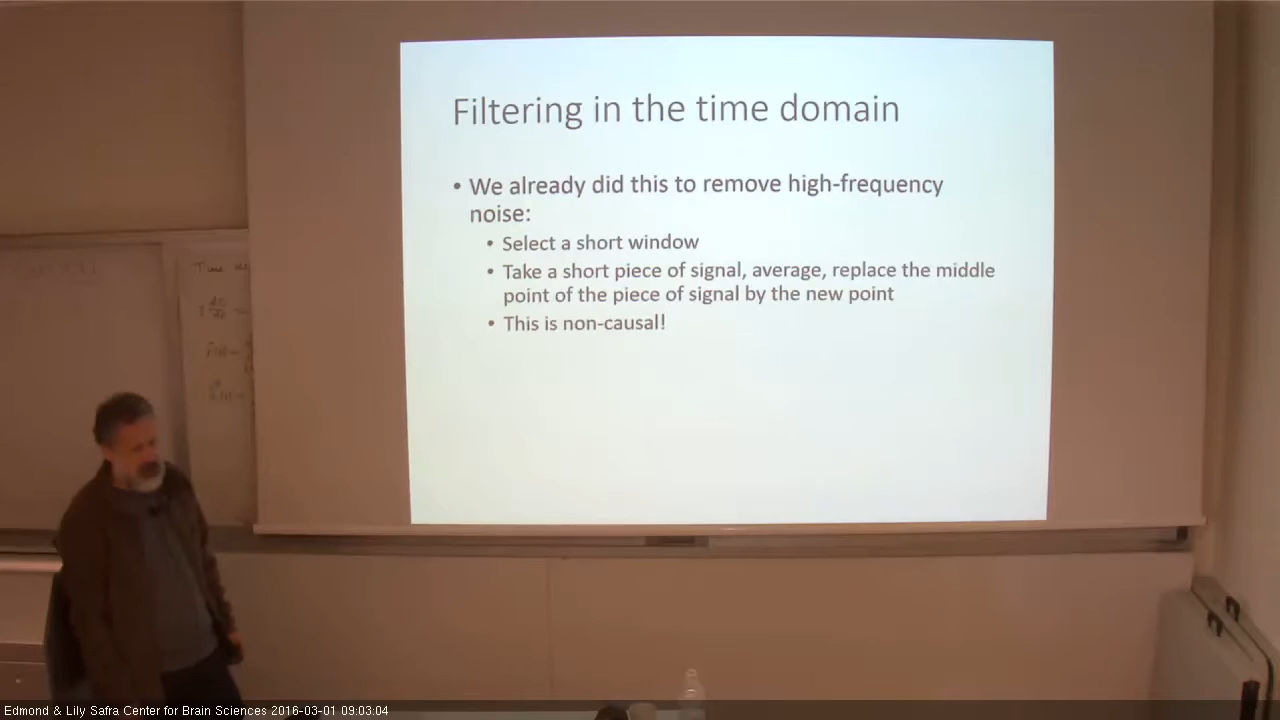 Filtering in the time domain
• We already did this to remove high-frequency
noise:
• Select a short window
• Take a short piece of signal, average, replace the middle
point of the piece of signal by the new point
• This is non-causal!
Time
Edmond & Lily Safra Center for Brain Sciences 2016-03-01 09:03:04